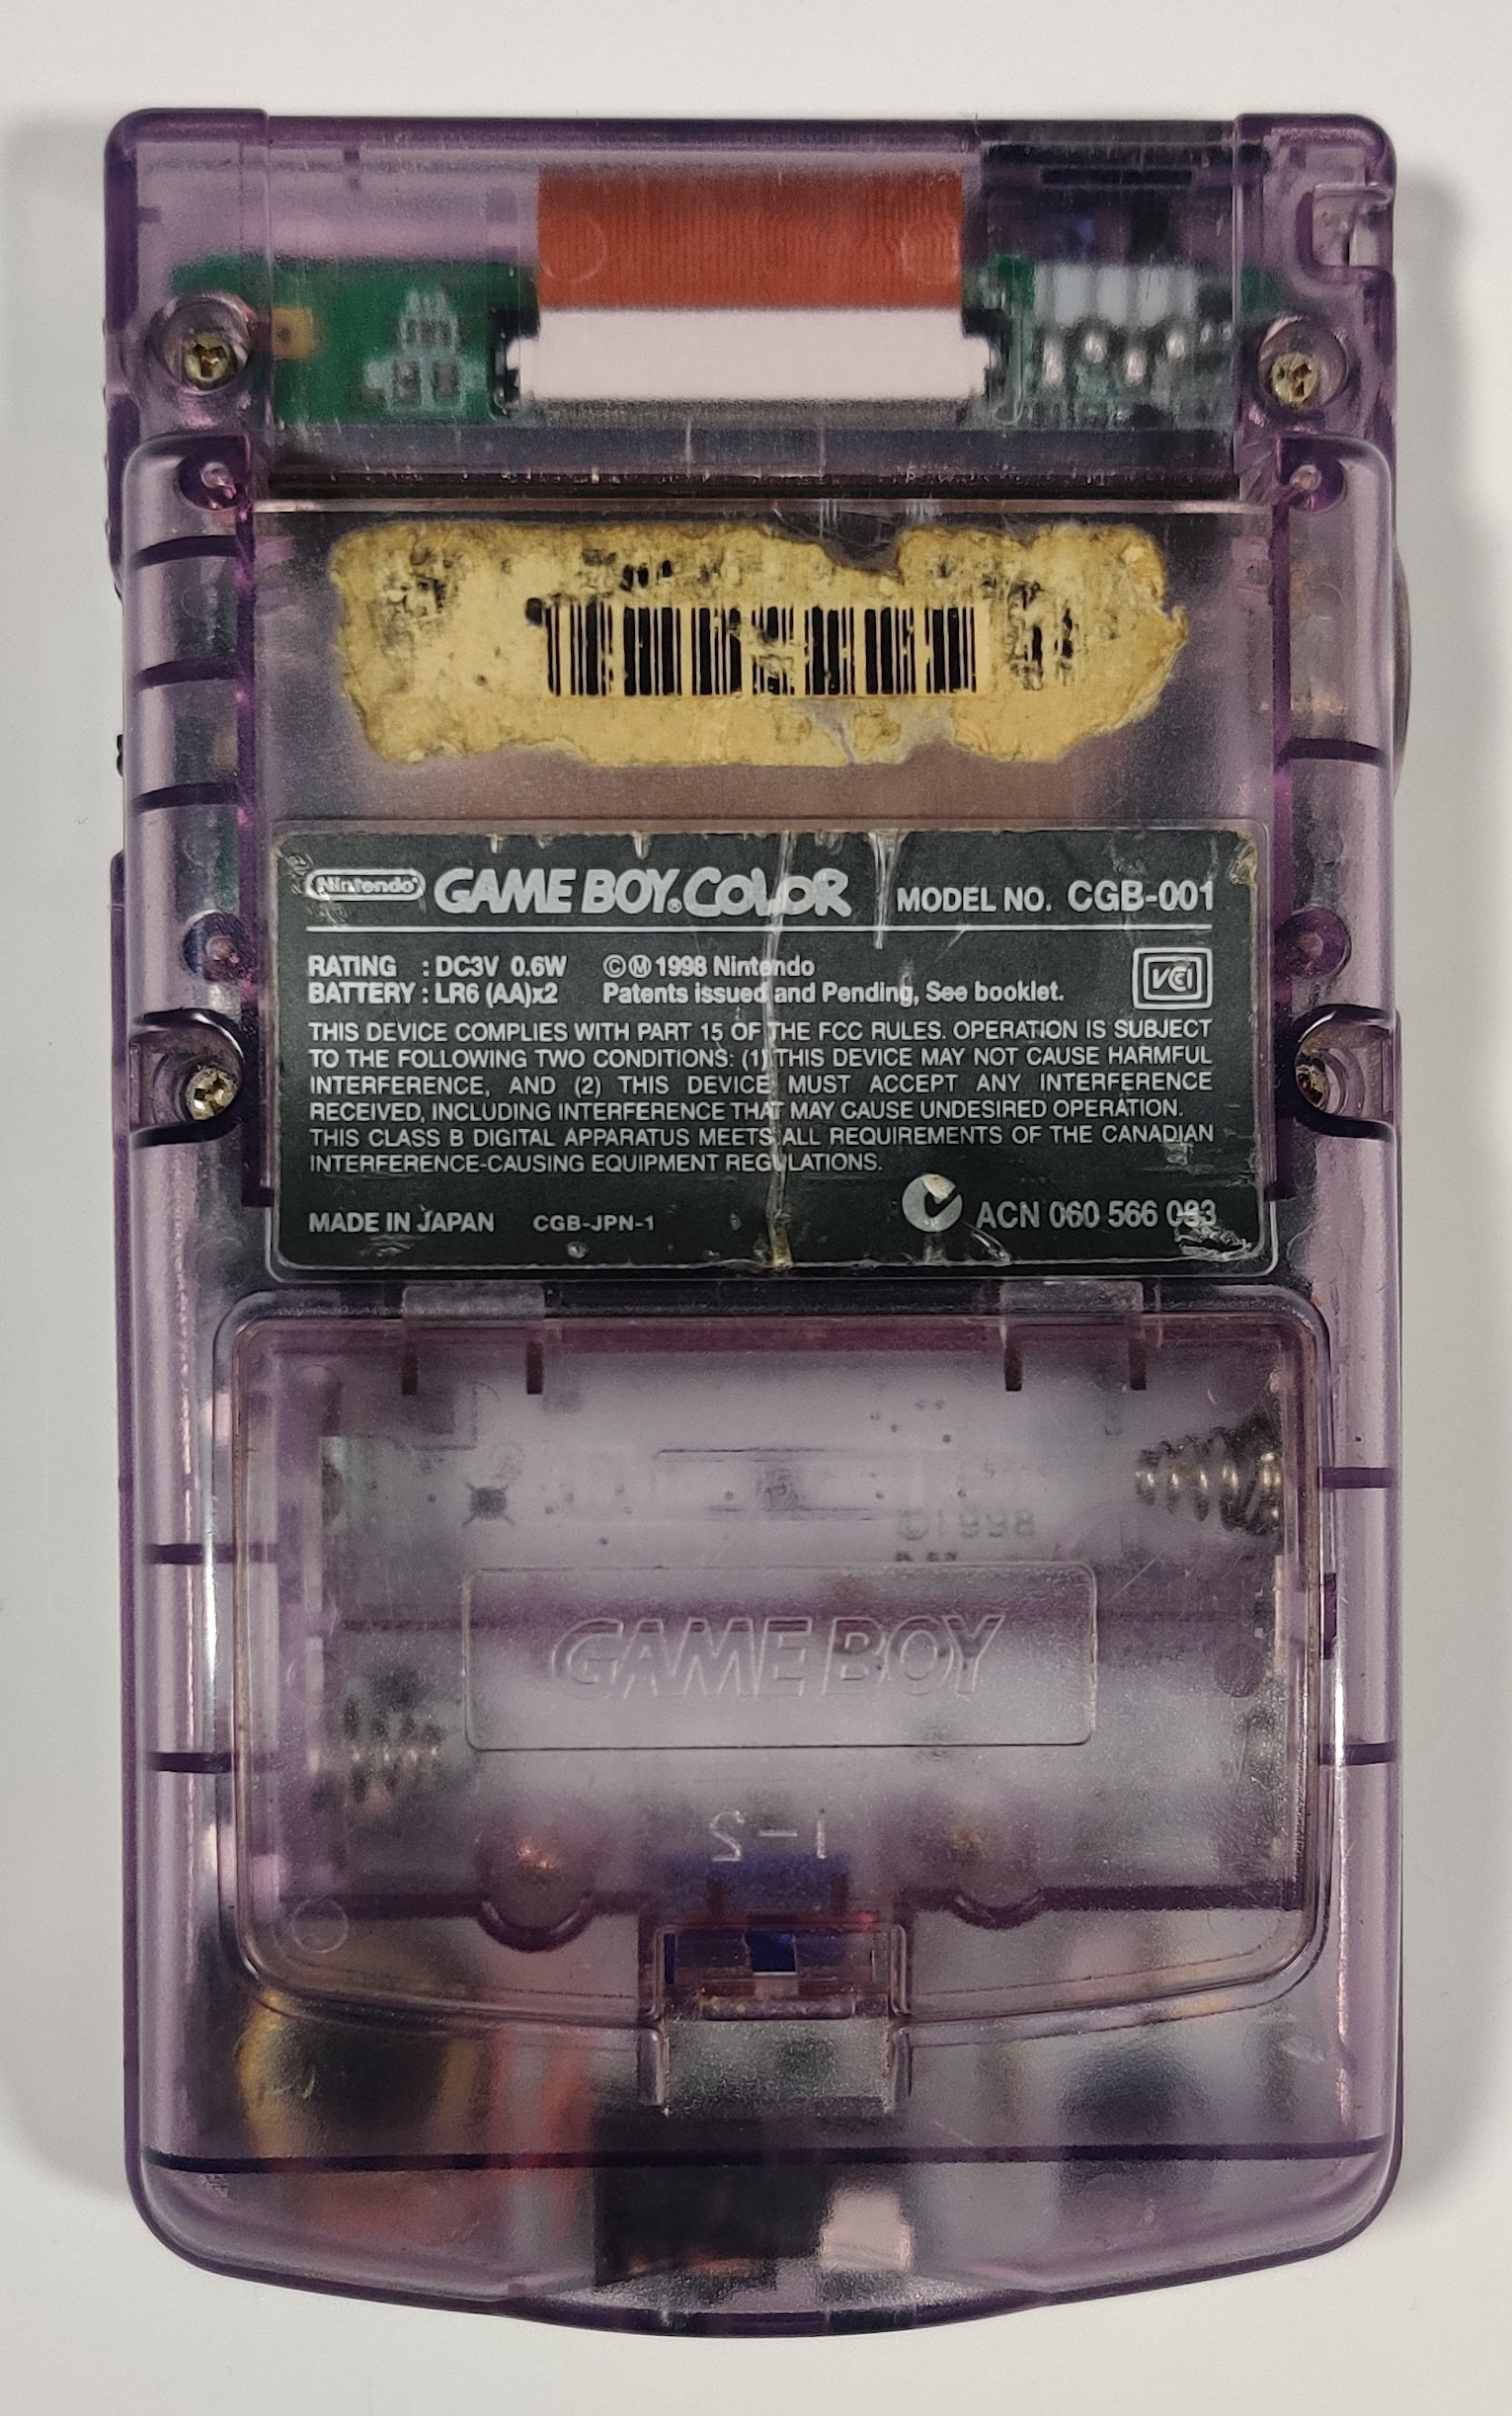 Nintendo GAME BOY® COLOR MODEL NO. CGB-001
RATING : DC3V 0.6W ©Ⓜ1998 Nintendo
BATTERY : LR6 (AA)x2 Patents issued and Pending, See booklet.
VCI
THIS DEVICE COMPLIES WITH PART 15 OF THE FCC RULES. OPERATION IS SUBJECT
TO THE FOLLOWING TWO CONDITIONS: (1) THIS DEVICE MAY NOT CAUSE HARMFUL
INTERFERENCE, AND (2) THIS DEVICE MUST ACCEPT ANY INTERFERENCE
RECEIVED, INCLUDING INTERFERENCE THAT MAY CAUSE UNDESIRED OPERATION.
THIS CLASS B DIGITAL APPARATUS MEETS ALL REQUIREMENTS OF THE CANADIAN
INTERFERENCE-CAUSING EQUIPMENT REGULATIONS.
MADE IN JAPAN CGB-JPN-1 ACN 060 566 083
©1998
GAME BOY